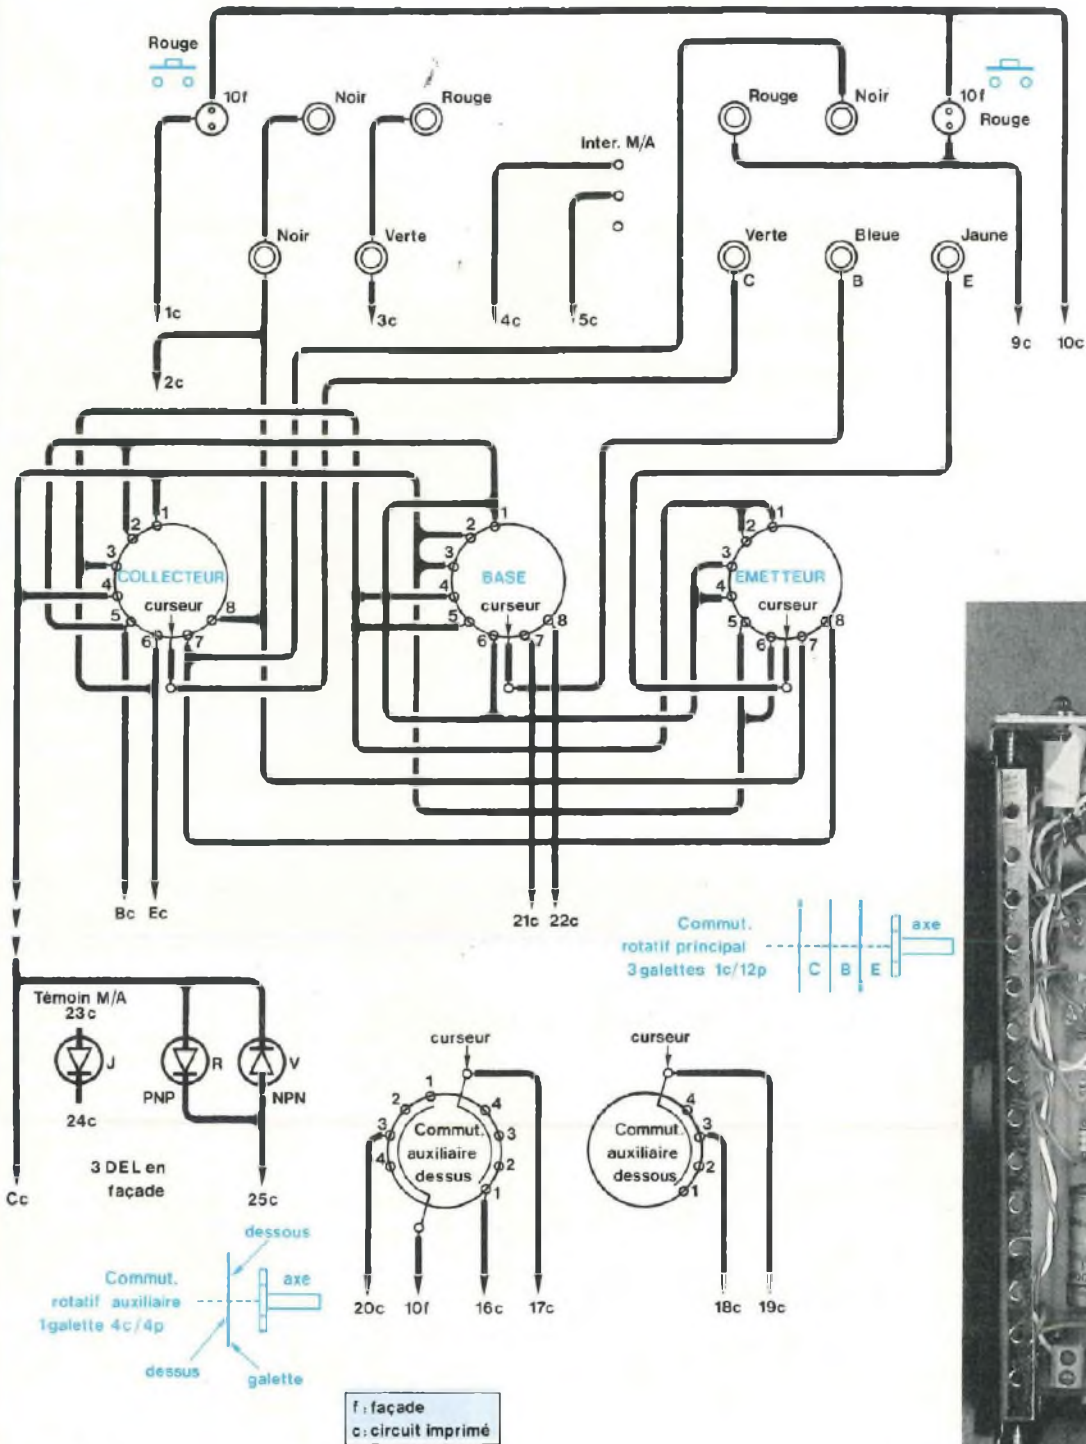 Rouge
10f
Noir
Rouge
Rouge
Noir
10f
Rouge
Inter. M/A
Noir
Verte
Verte
Bleue
Jaune
C
B
E
1c
3c
4c
5c
9c
10c
2c
1
2
3
4
5
6
7
8
COLLECTEUR
curseur
1
2
3
4
5
6
7
8
BASE
curseur
1
2
3
4
5
6
7
8
EMETTEUR
curseur
Bc
Ec
21c
22c
Commut.
rotatif principal
3 galettes 1c/12p
C
B
E
axe
Témoin M/A
23c
J
R
V
PNP
NPN
24c
3 DEL en
façade
Cc
25c
curseur
1
2
3
4
4
3
2
1
Commut.
auxiliaire
dessus
curseur
4
3
2
1
Commut.
auxiliaire
dessous
20c
10f
16c
17c
18c
19c
dessous
Commut.
rotatif auxiliaire
1 galette 4c/4p
axe
dessus
galette
f : façade
c : circuit imprimé